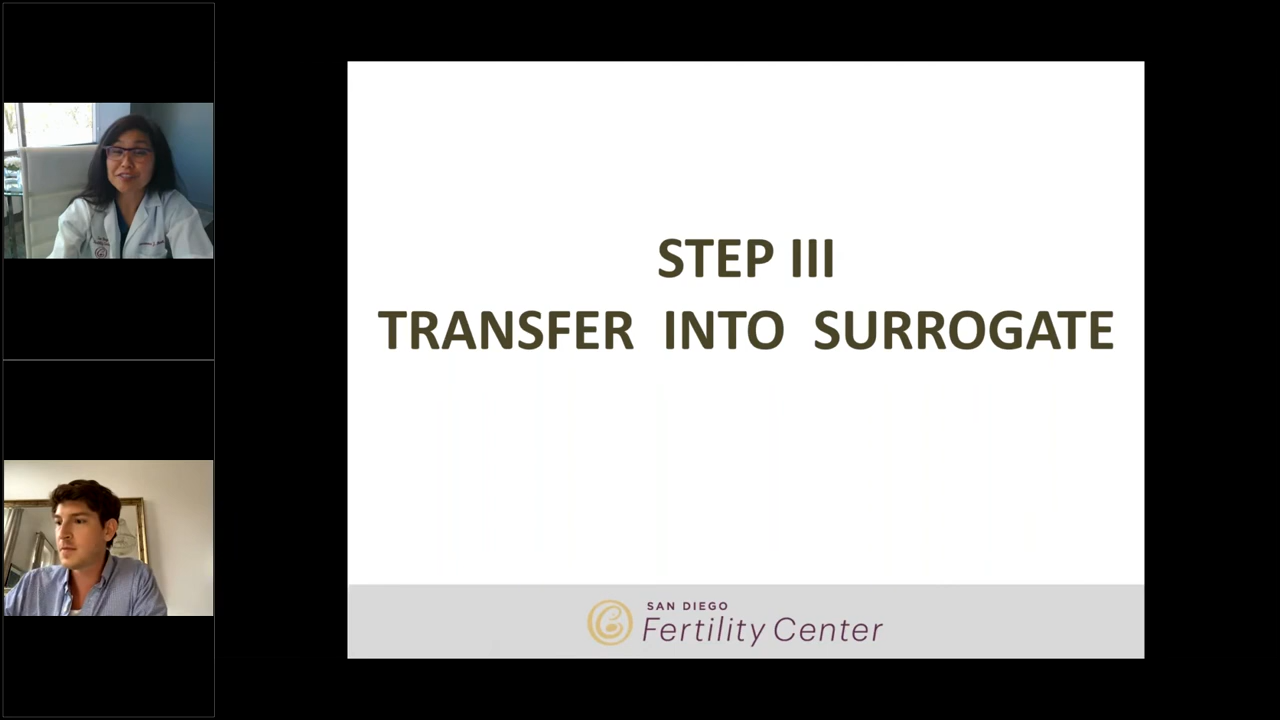 STEP III
TRANSFER INTO SURROGATE
SAN DIEGO
Fertility Center